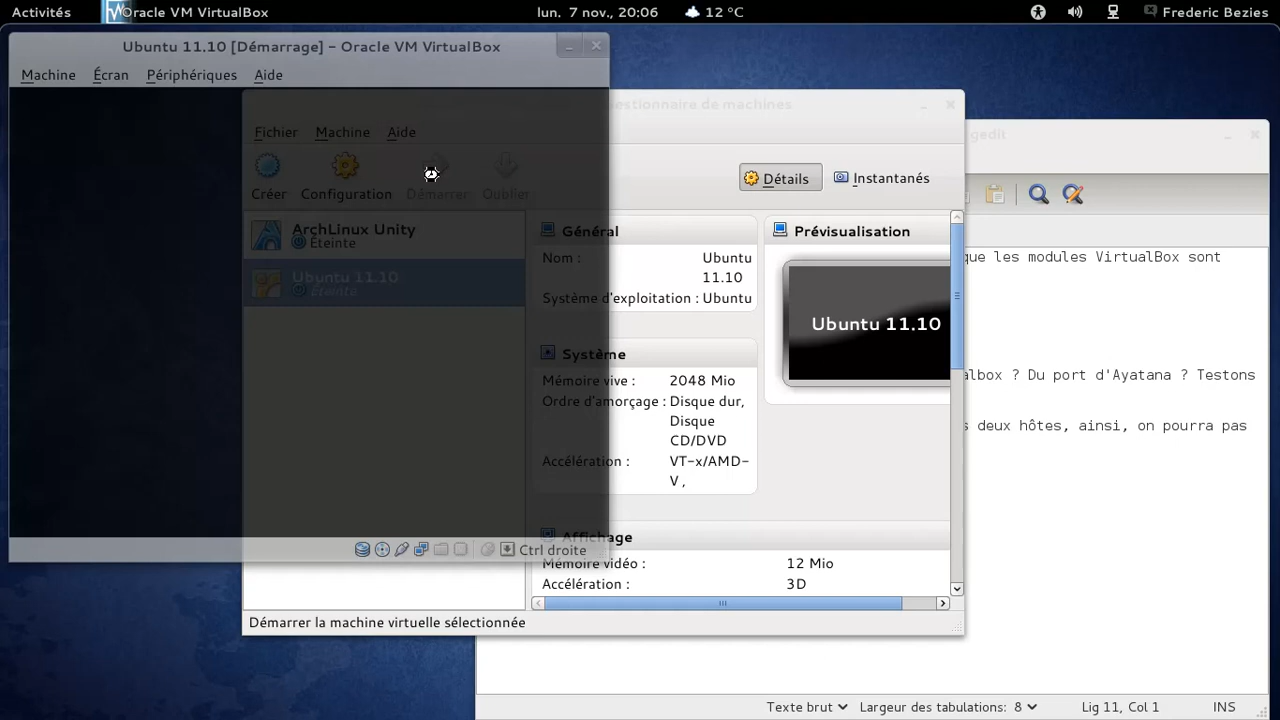 Activités
Oracle VM VirtualBox
lun. 7 nov., 20:06
12 °C
Frederic Bezies
Ubuntu 11.10 [Démarrage] – Oracle VM VirtualBox
Machine Écran Périphériques Aide
estionnaire de machines
gedit
Fichier Machine Aide
Créer Configuration Démarrer Oublier
Détails Instantanés
ArchLinux Unity
Éteinte
Ubuntu 11.10
Éteinte
Général
Nom : Ubuntu
11.10
Système d'exploitation : Ubuntu
Système
Mémoire vive : 2048 Mio
Ordre d'amorçage : Disque dur,
Disque
CD/DVD
Accélération : VT-x/AMD-
V ,
Affichage
Mémoire vidéo : 12 Mio
Accélération : 3D
Prévisualisation
Ubuntu 11.10
Ctrl droite
Démarrer la machine virtuelle sélectionnée
que les modules VirtualBox sont
albox ? Du port d'Ayatana ? Testons
s deux hôtes, ainsi, on pourra pas
Texte brut Largeur des tabulations: 8 Lig 11, Col 1 INS